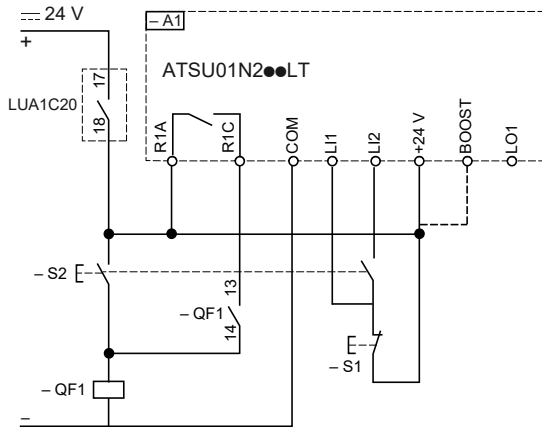 24 V
+
– A1
ATSU01N2●●LT
LUA1C20
17
18
R1A
R1C
COM
LI1
LI2
+24 V
BOOST
LO1
– S2
13
– QF1
14
– S1
– QF1
–